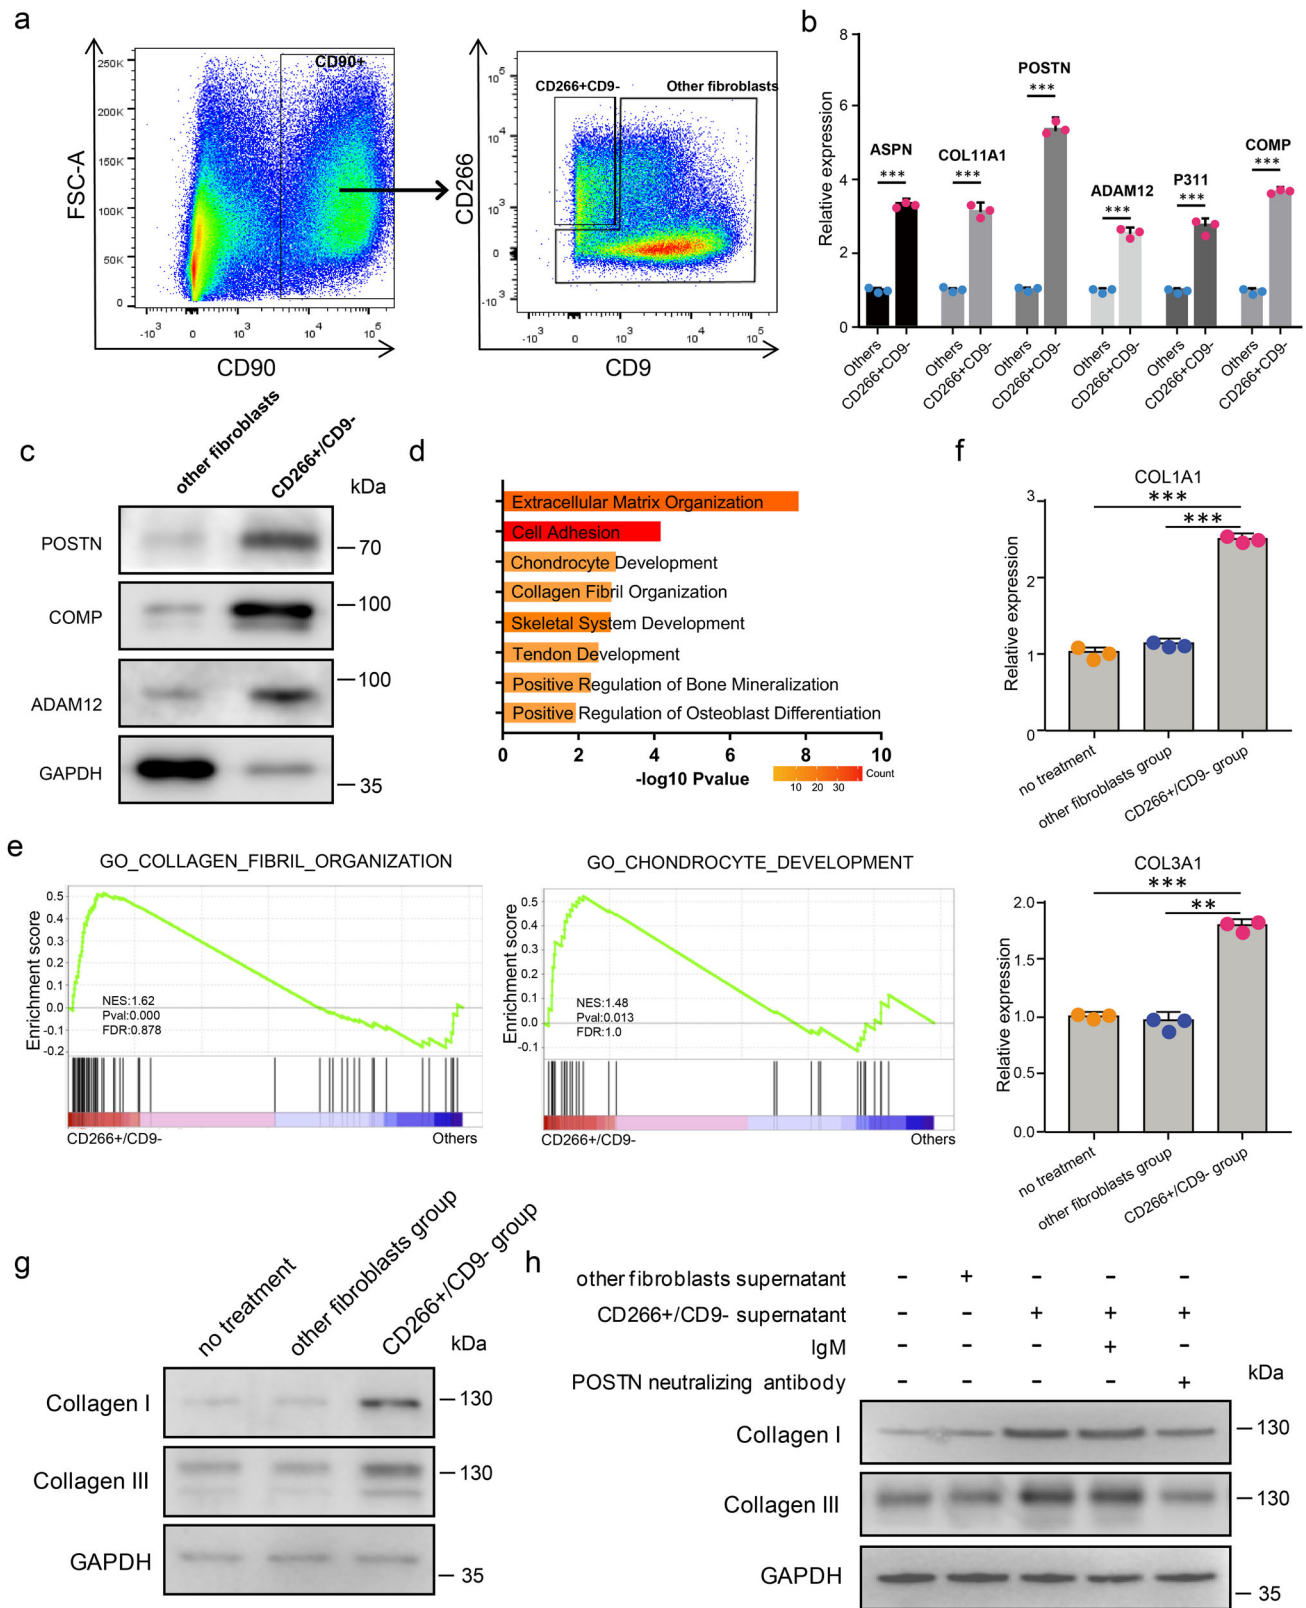 a
FSC-A
250K
200K
150K
100K
50K
0
CD90+
-10³ 0 10³ 10⁴ 10⁵
CD90
CD266
10⁵
10⁴
10³
0
-10³
CD266+CD9-
Other fibroblasts
-10³ 0 10³ 10⁴ 10⁵
CD9
b
Relative expression
8
6
4
2
0
ASPN
***
COL11A1
***
POSTN
***
ADAM12
***
P311
***
COMP
***
Others
CD266+CD9-
Others
CD266+CD9-
Others
CD266+CD9-
Others
CD266+CD9-
Others
CD266+CD9-
Others
CD266+CD9-
c
other fibroblasts
CD266+/CD9-
kDa
POSTN
70
COMP
100
ADAM12
100
GAPDH
35
d
Extracellular Matrix Organization
Cell Adhesion
Chondrocyte Development
Collagen Fibril Organization
Skeletal System Development
Tendon Development
Positive Regulation of Bone Mineralization
Positive Regulation of Osteoblast Differentiation
0 2 4 6 8 10
-log10 Pvalue
Count
10 20 30
e
GO_COLLAGEN_FIBRIL_ORGANIZATION
Enrichment score
0.5
0.4
0.3
0.2
0.1
0.0
-0.1
-0.2
NES:1.62
Pval:0.000
FDR:0.878
CD266+/CD9- Others
GO_CHONDROCYTE_DEVELOPMENT
Enrichment score
0.5
0.4
0.3
0.2
0.1
0.0
-0.1
NES:1.48
Pval:0.013
FDR:1.0
CD266+/CD9- Others
f
COL1A1
***
***
Relative expression
3
2
1
0
no treatment
other fibroblasts group
CD266+/CD9- group
COL3A1
***
**
Relative expression
2.0
1.5
1.0
0.5
0.0
no treatment
other fibroblasts group
CD266+/CD9- group
g
no treatment
other fibroblasts group
CD266+/CD9- group
kDa
Collagen I
130
Collagen III
130
GAPDH
35
h
other fibroblasts supernatant - + - - -
CD266+/CD9- supernatant - - + + +
IgM - - - + -
POSTN neutralizing antibody - - - - +
kDa
Collagen I
130
Collagen III
130
GAPDH
35